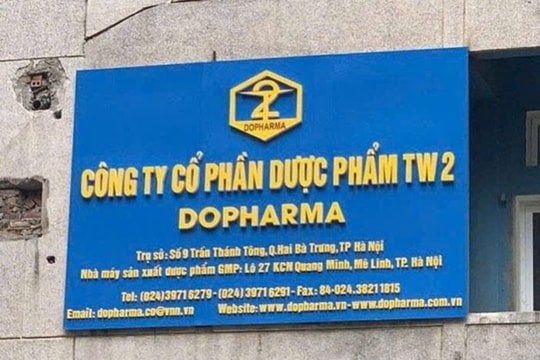 2
DOPHARMA
CÔNG TY CỔ PHẦN DƯỢC PHẨM TW 2
DOPHARMA
Trụ sở: Số 9 Trần Thánh Tông, Q.Hai Bà Trưng, TP Hà Nội
Nhà máy sản xuất dược phẩm GMP: Lô 27 KCN Quang Minh, Mê Linh, TP. Hà Nội
Tel: (024)3971 6279 - (024) 3971 6291 - Fax: 84-024.38211815
Email: dopharma.co@vnn.vn Website: www.dopharma.vn-www.dopharma.com.vn